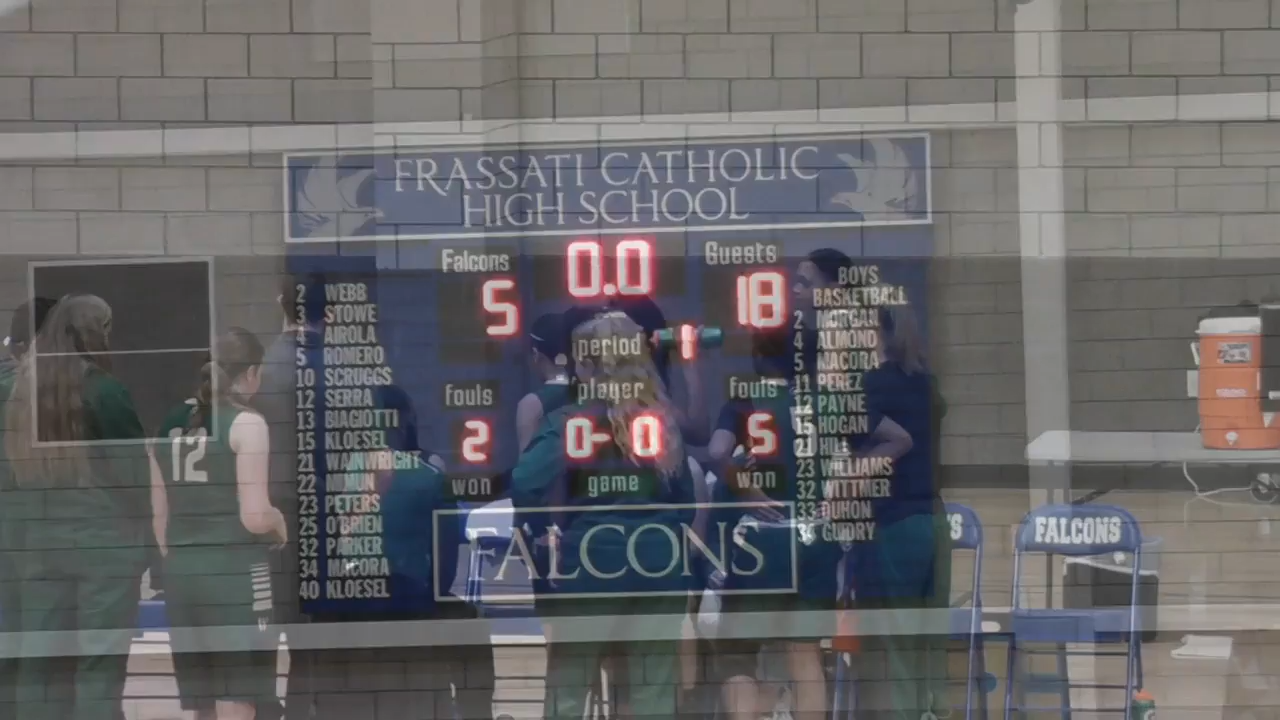 FRASSATI CATHOLIC
HIGH SCHOOL
Falcons
0.0
Guests
5
18
period
1
fouls
player
fouls
2
0-0
5
won
game
won
FALCONS
2 WEBB
3 STOWE
4 AIROLA
5 ROMERO
10 SCRUGGS
12 SERRA
13 BIAGIOTTI
15 KLOESEL
21 WAINWRIGHT
22 MIMUN
23 PETERS
25 O'BRIEN
32 PARKER
34 MACORA
40 KLOESEL
BOYS
BASKETBALL
2 MORGAN
4 ALMOND
5 MACORA
11 PEREZ
12 PAYNE
15 HOGAN
21 HILL
23 WILLIAMS
32 WITTMER
33 DUHON
GUIDRY
12
FALCONS